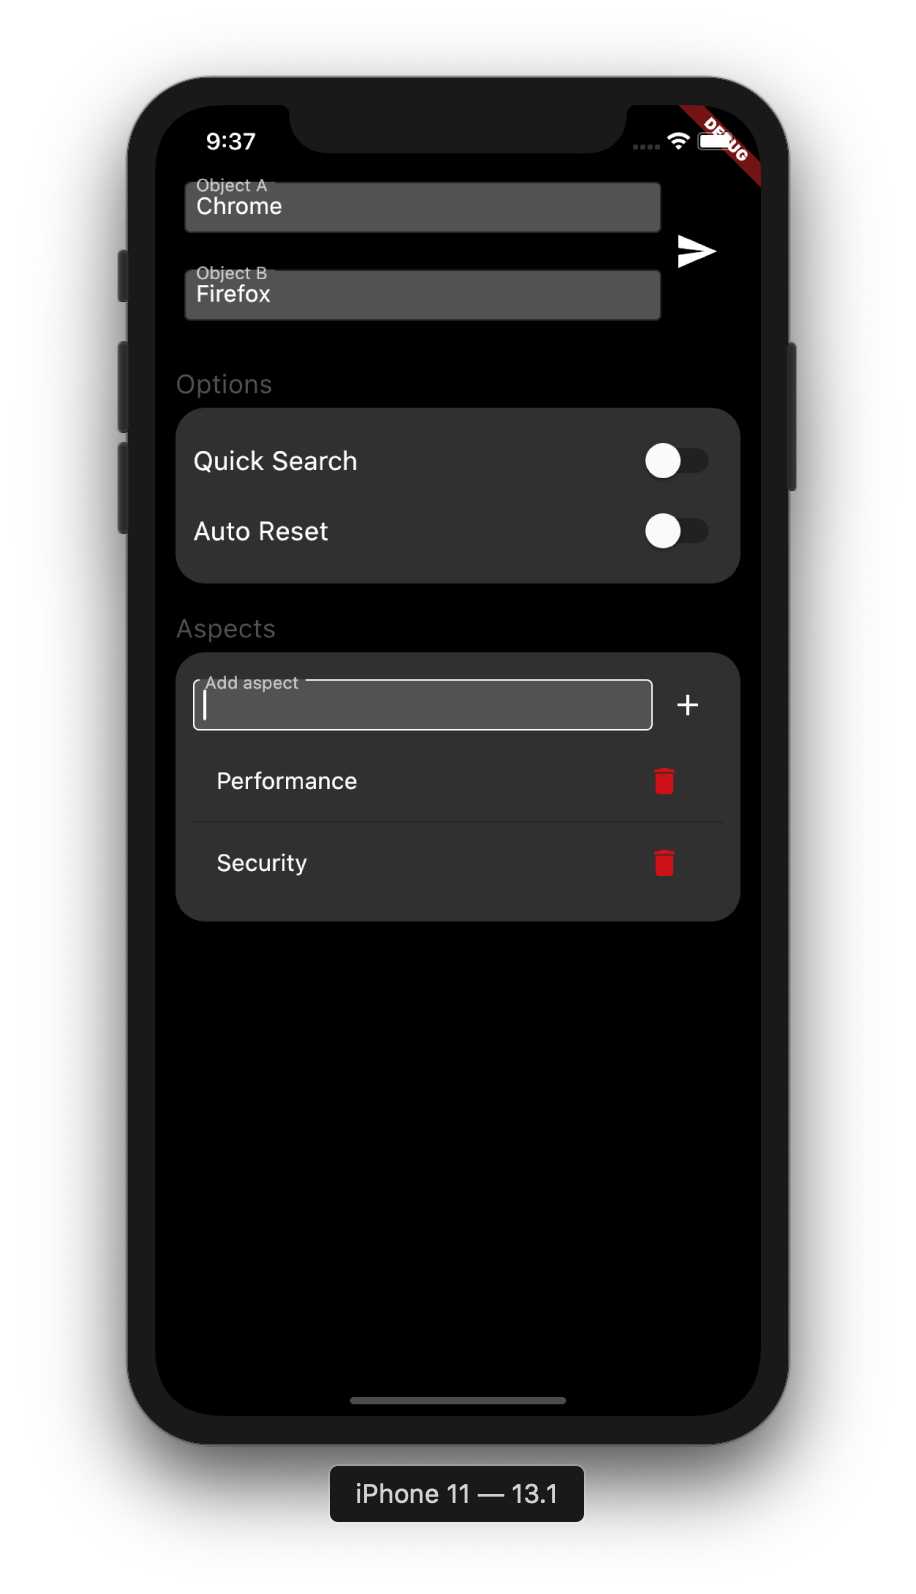 9:37
DEBUG
Object A
Chrome
Object B
Firefox
Options
Quick Search
Auto Reset
Aspects
Add aspect
Performance
Security
iPhone 11 — 13.1